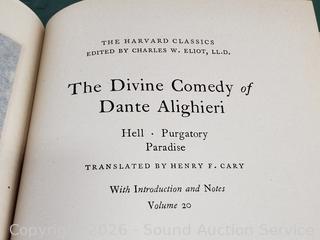 THE HARVARD CLASSICS
EDITED BY CHARLES W. ELIOT, LL.D.
The Divine Comedy of
Dante Alighieri
Hell · Purgatory
Paradise
TRANSLATED BY HENRY F. CARY
With Introduction and Notes
Volume 20
Copyright 2026 - Sound Auction Service